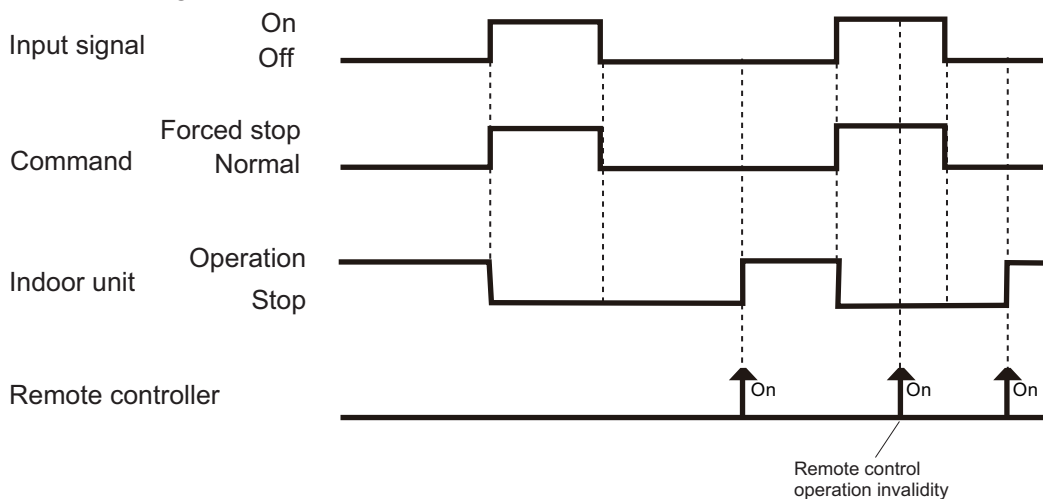 On
Input signal
Off
Forced stop
Command
Normal
Operation
Indoor unit
Stop
On
On
On
Remote controller
Remote control
operation invalidity